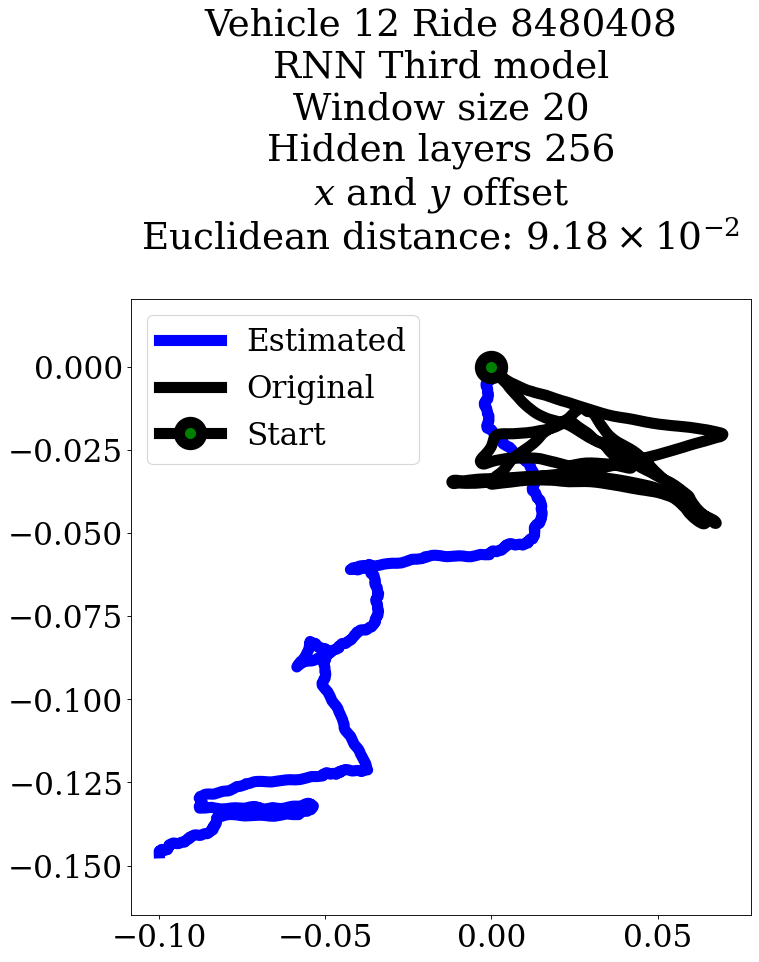 Vehicle 12 Ride 8480408
RNN Third model
Window size 20
Hidden layers 256
x and y offset
Euclidean distance: 9.18 × 10⁻²
Estimated
Original
Start
0.000
−0.025
−0.050
−0.075
−0.100
−0.125
−0.150
−0.10 −0.05 0.00 0.05